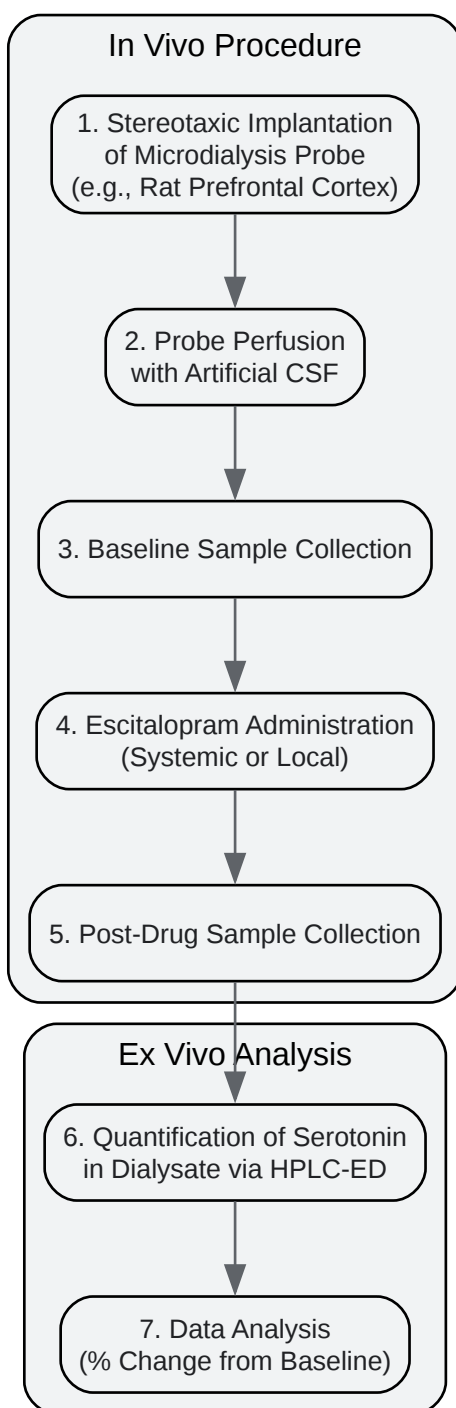 In Vivo Procedure
1. Stereotaxic Implantation
of Microdialysis Probe
(e.g., Rat Prefrontal Cortex)
2. Probe Perfusion
with Artificial CSF
3. Baseline Sample Collection
4. Escitalopram Administration
(Systemic or Local)
5. Post-Drug Sample Collection
Ex Vivo Analysis
6. Quantification of Serotonin
in Dialysate via HPLC-ED
7. Data Analysis
(% Change from Baseline)